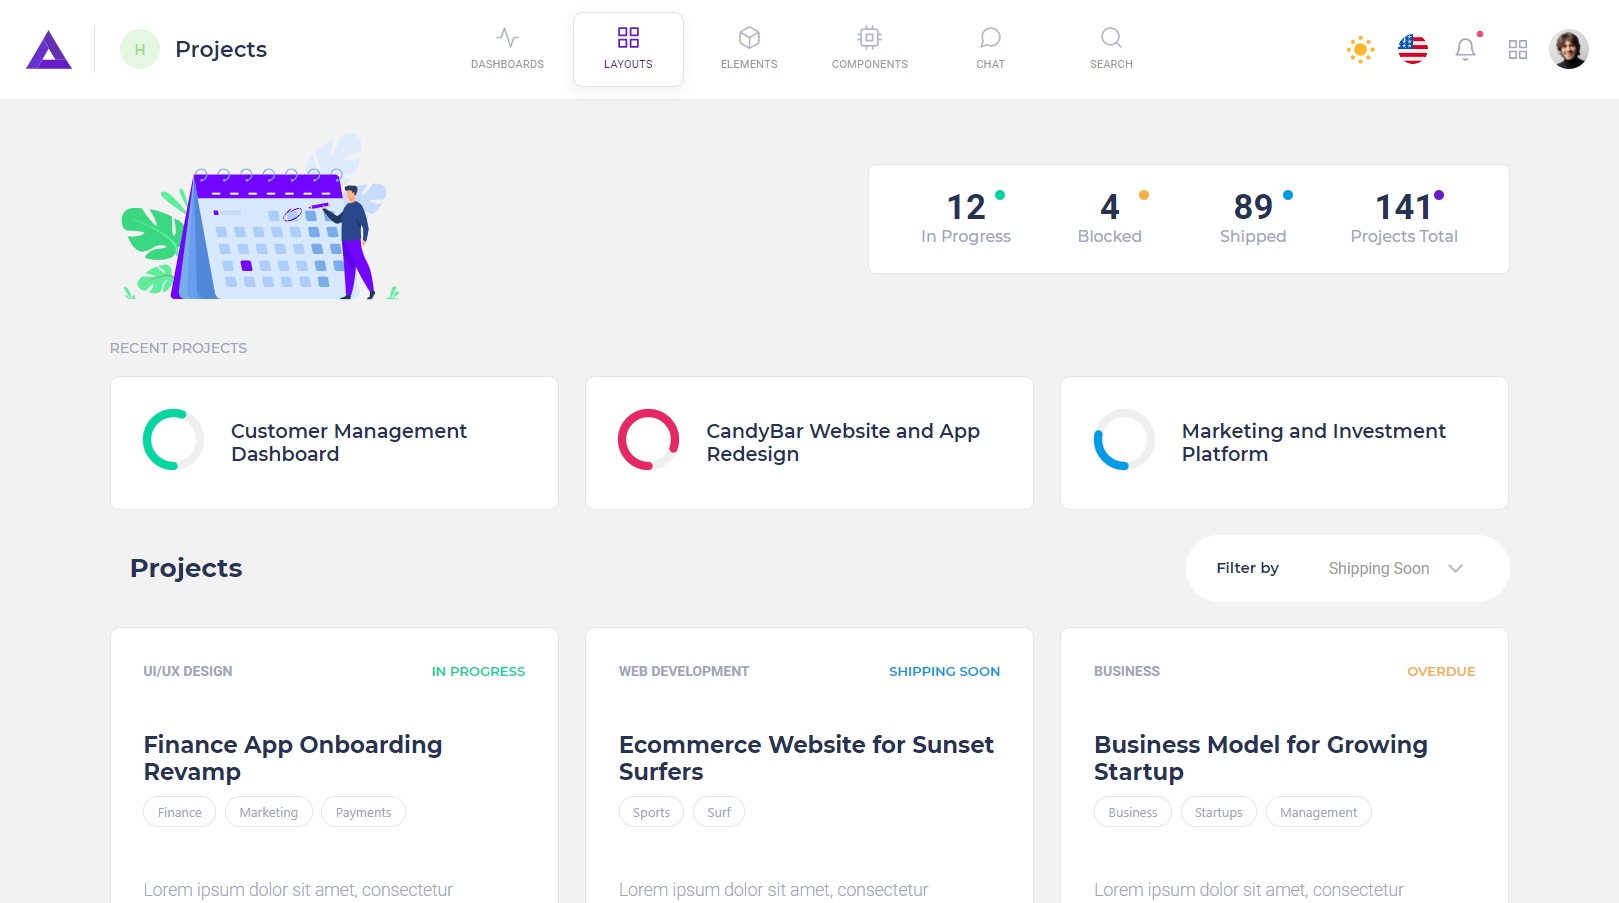 H
Projects
DASHBOARDS
LAYOUTS
ELEMENTS
COMPONENTS
CHAT
SEARCH
12
In Progress
4
Blocked
89
Shipped
141
Projects Total
RECENT PROJECTS
Customer Management
Dashboard
CandyBar Website and App
Redesign
Marketing and Investment
Platform
Projects
Filter by
Shipping Soon
UI/UX DESIGN
IN PROGRESS
Finance App Onboarding
Revamp
Finance
Marketing
Payments
Lorem ipsum dolor sit amet, consectetur
WEB DEVELOPMENT
SHIPPING SOON
Ecommerce Website for Sunset
Surfers
Sports
Surf
Lorem ipsum dolor sit amet, consectetur
BUSINESS
OVERDUE
Business Model for Growing
Startup
Business
Startups
Management
Lorem ipsum dolor sit amet, consectetur